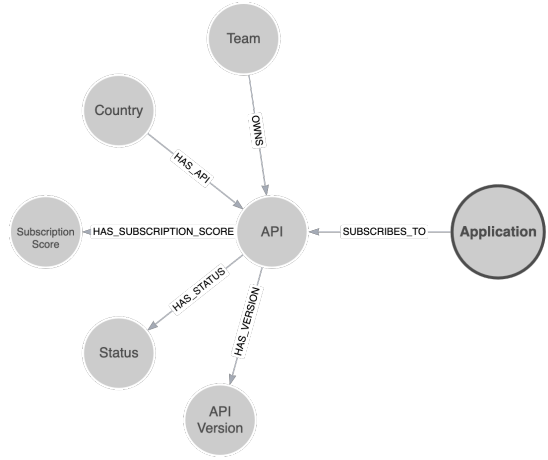 Team
OWNS
Country
HAS_API
Subscription
Score
HAS_SUBSCRIPTION_SCORE
API
SUBSCRIBES_TO
Application
HAS_STATUS
HAS_VERSION
Status
API
Version